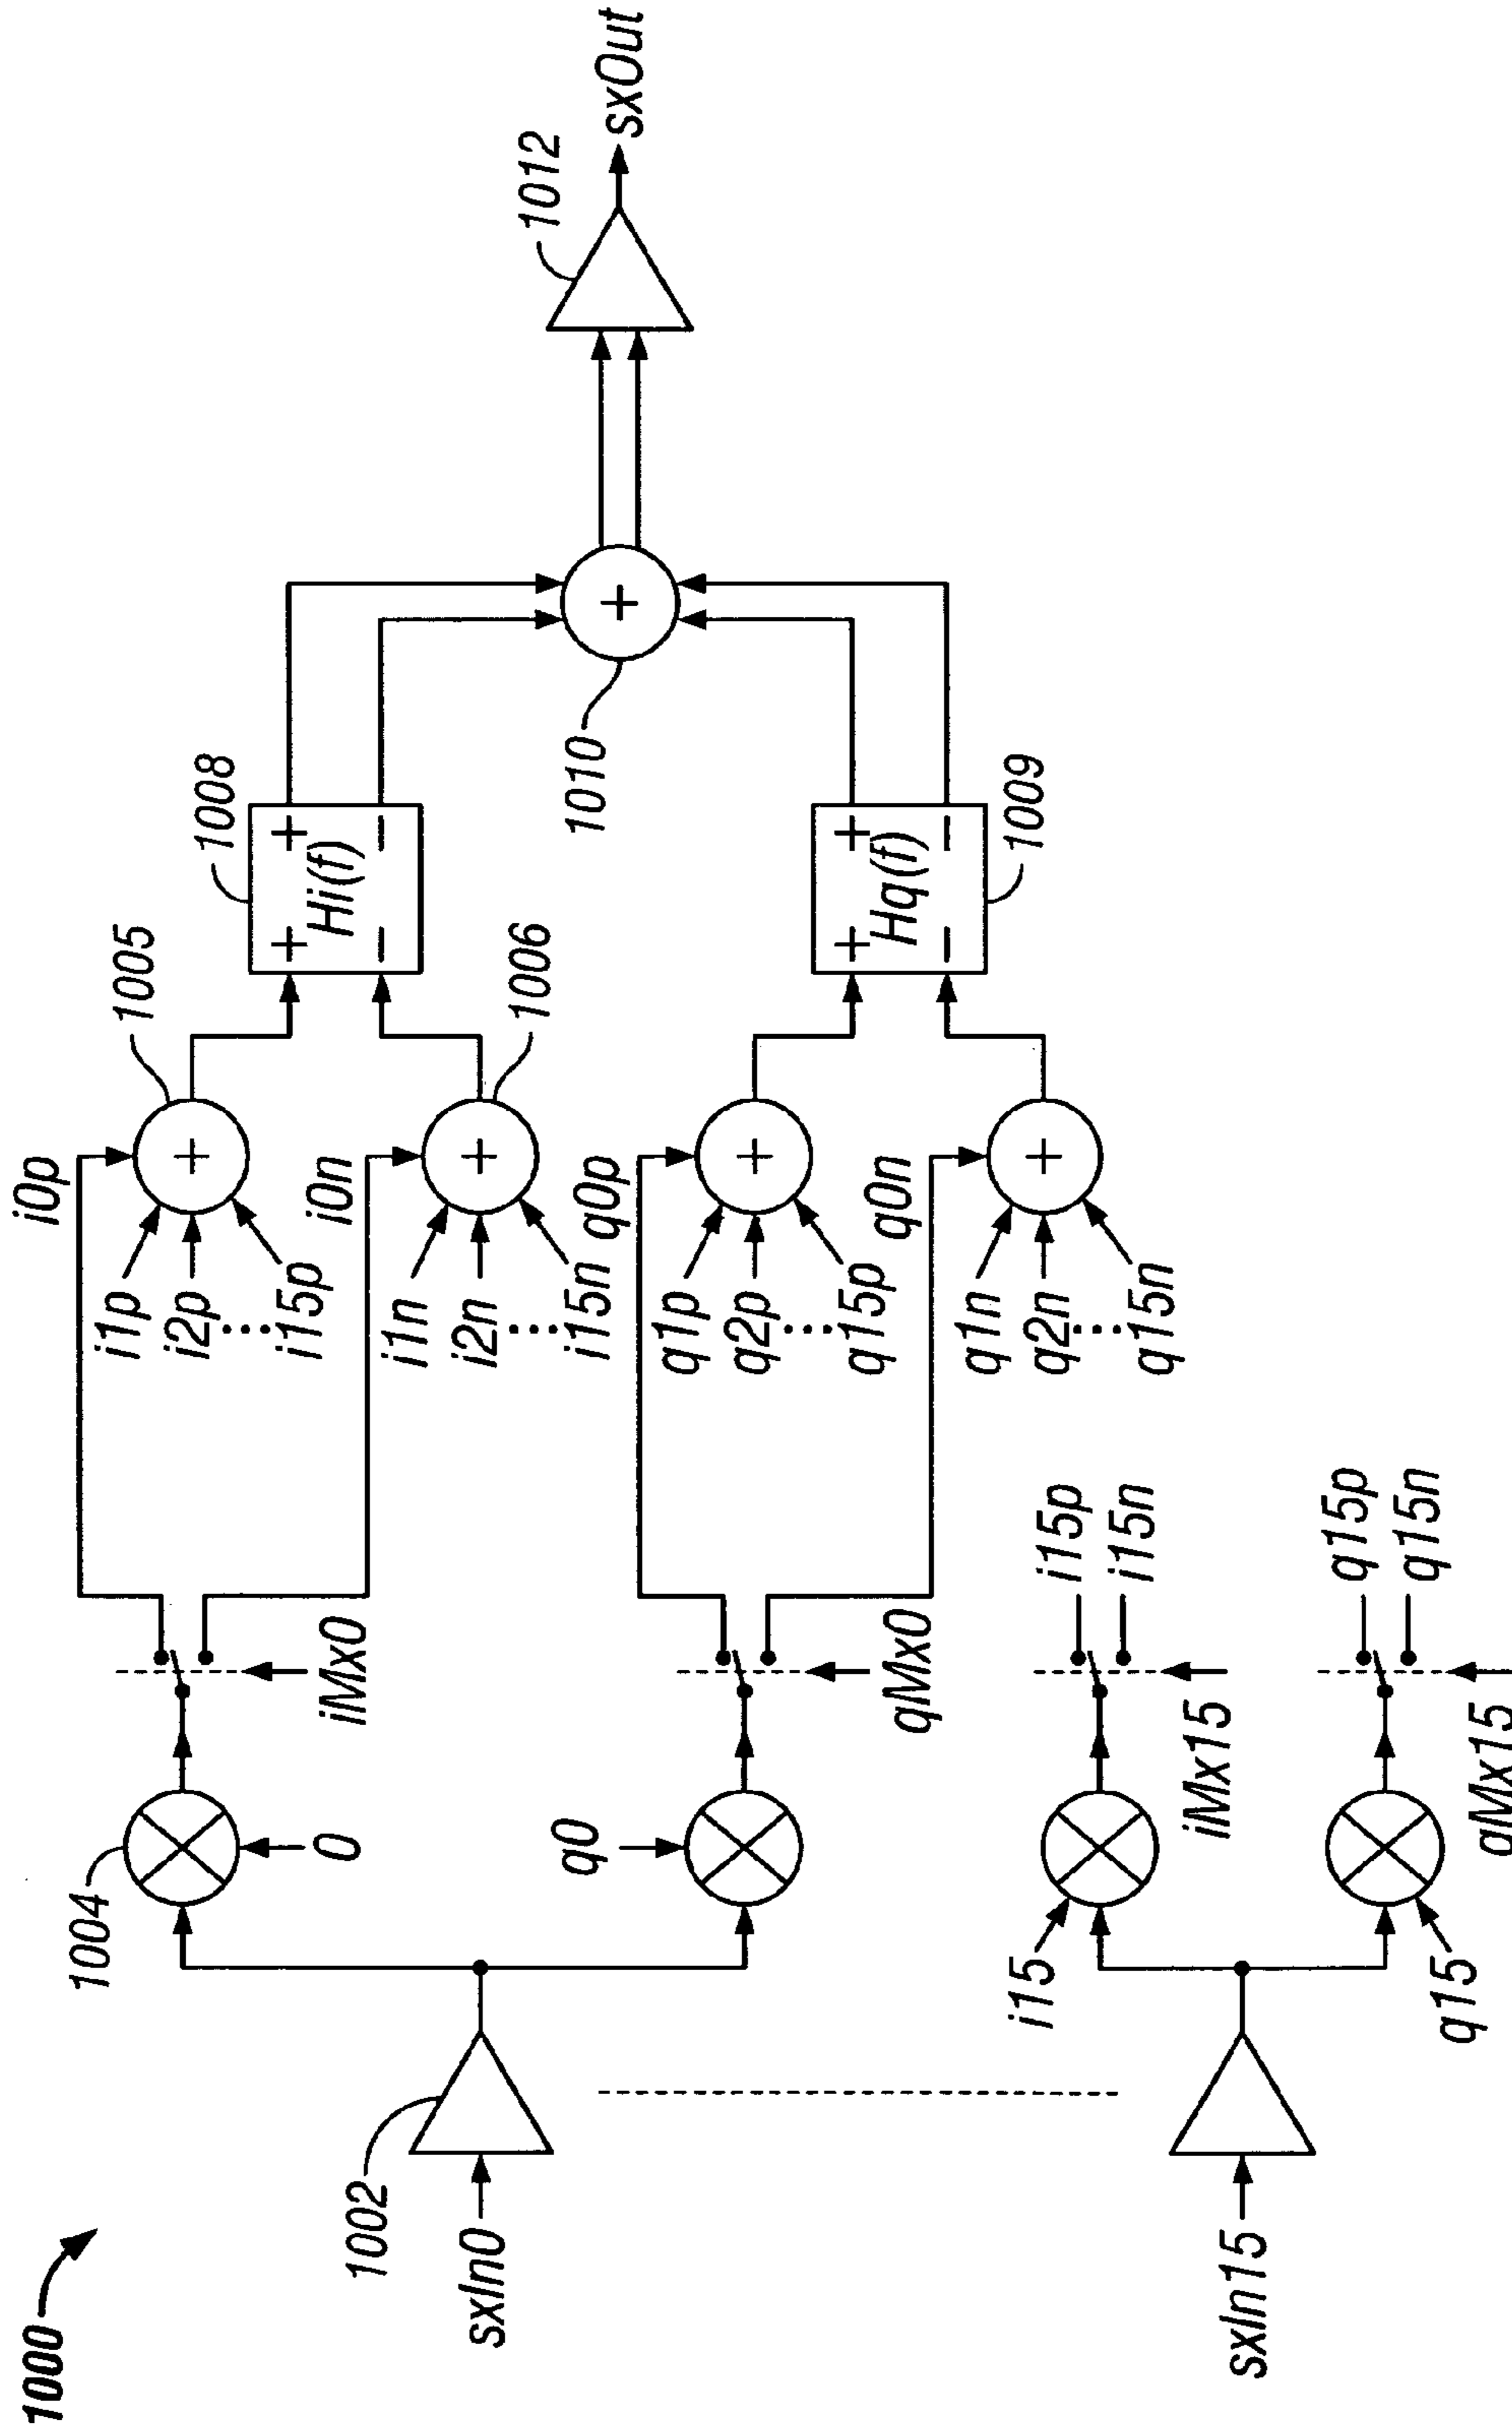 1000
1002
sxIn0
sxIn15
1004
0
q0
i15
q15
iMx0
qMx0
iMx15
qMx15
i15p
i15n
q15p
q15n
i0p
i1p
i2p
i15p
i0n
i1n
i2n
i15n
q0p
q1p
q2p
q15p
q0n
q1n
q2n
q15n
1005
+
1006
+
+
+
1008
+ +
Hi(f)
− −
+ +
Hq(f)
− −
1009
1010
+
1012
sxOut